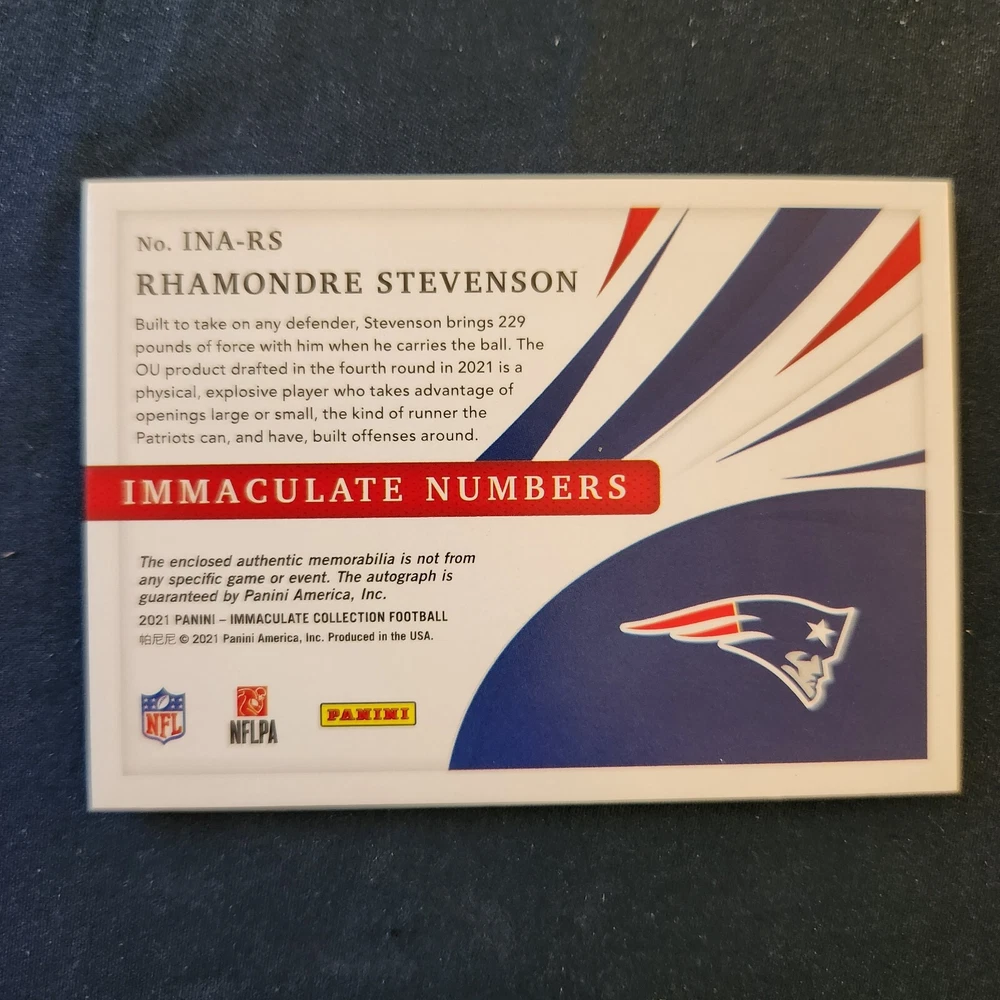 No. INA-RS
RHAMONDRE STEVENSON
Built to take on any defender, Stevenson brings 229
pounds of force with him when he carries the ball. The
OU product drafted in the fourth round in 2021 is a
physical, explosive player who takes advantage of
openings large or small, the kind of runner the
Patriots can, and have, built offenses around.
IMMACULATE NUMBERS
The enclosed authentic memorabilia is not from
any specific game or event. The autograph is
guaranteed by Panini America, Inc.
2021 PANINI – IMMACULATE COLLECTION FOOTBALL
帕尼尼 © 2021 Panini America, Inc. Produced in the USA.
NFL
NFLPA
PANINI